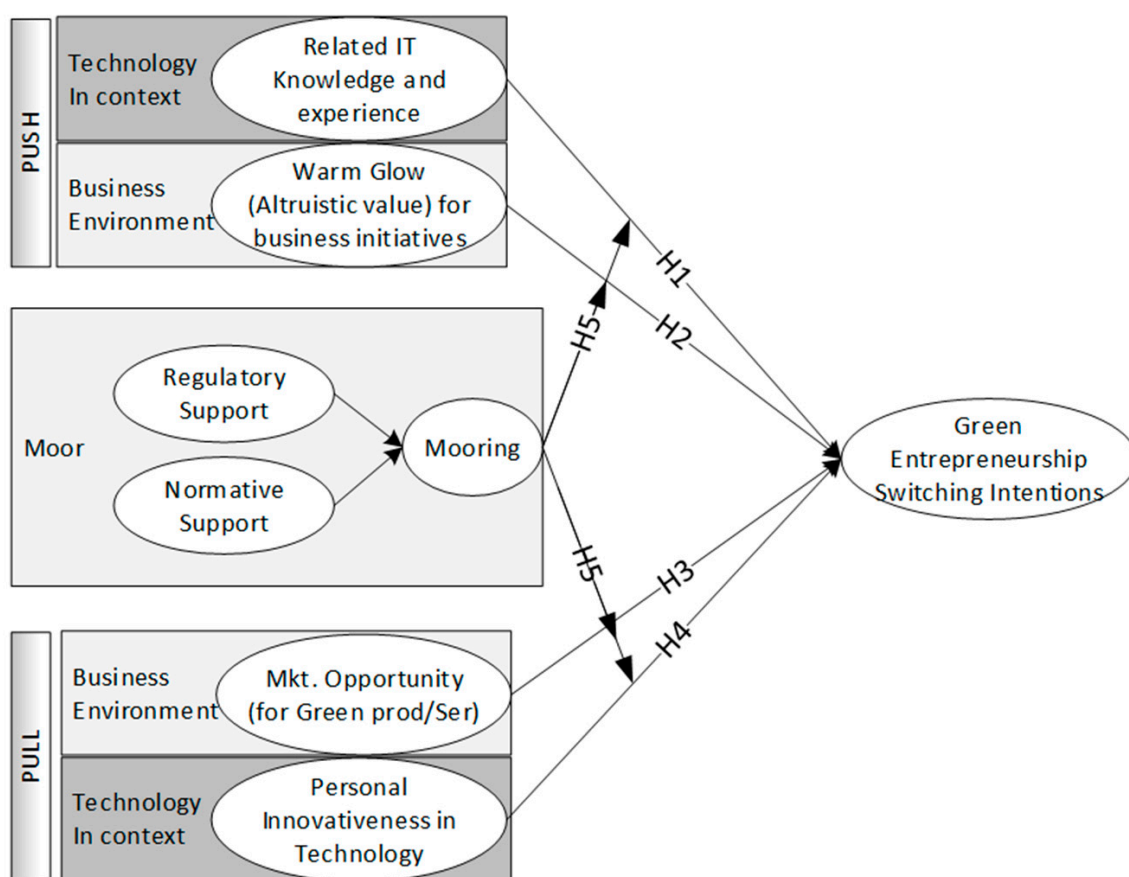 PUSH
Technology
In context
Related IT
Knowledge and
experience
Business
Environment
Warm Glow
(Altruistic value) for
business initiatives
H1
H2
H5
Moor
Regulatory
Support
Normative
Support
Mooring
Green
Entrepreneurship
Switching Intentions
H5
H3
H4
PULL
Business
Environment
Mkt. Opportunity
(for Green prod/Ser)
Technology
In context
Personal
Innovativeness in
Technology